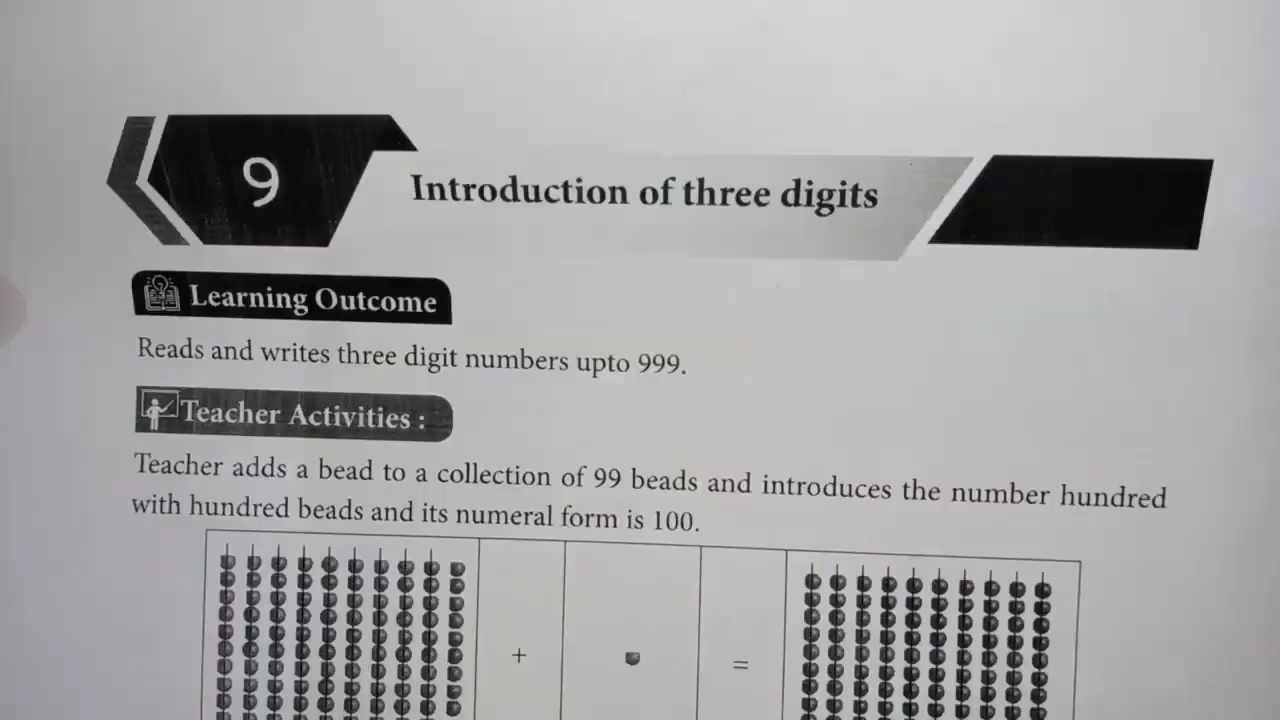 9
Introduction of three digits
Learning Outcome
Reads and writes three digit numbers upto 999.
Teacher Activities :
Teacher adds a bead to a collection of 99 beads and introduces the number hundred
with hundred beads and its numeral form is 100.
+ =